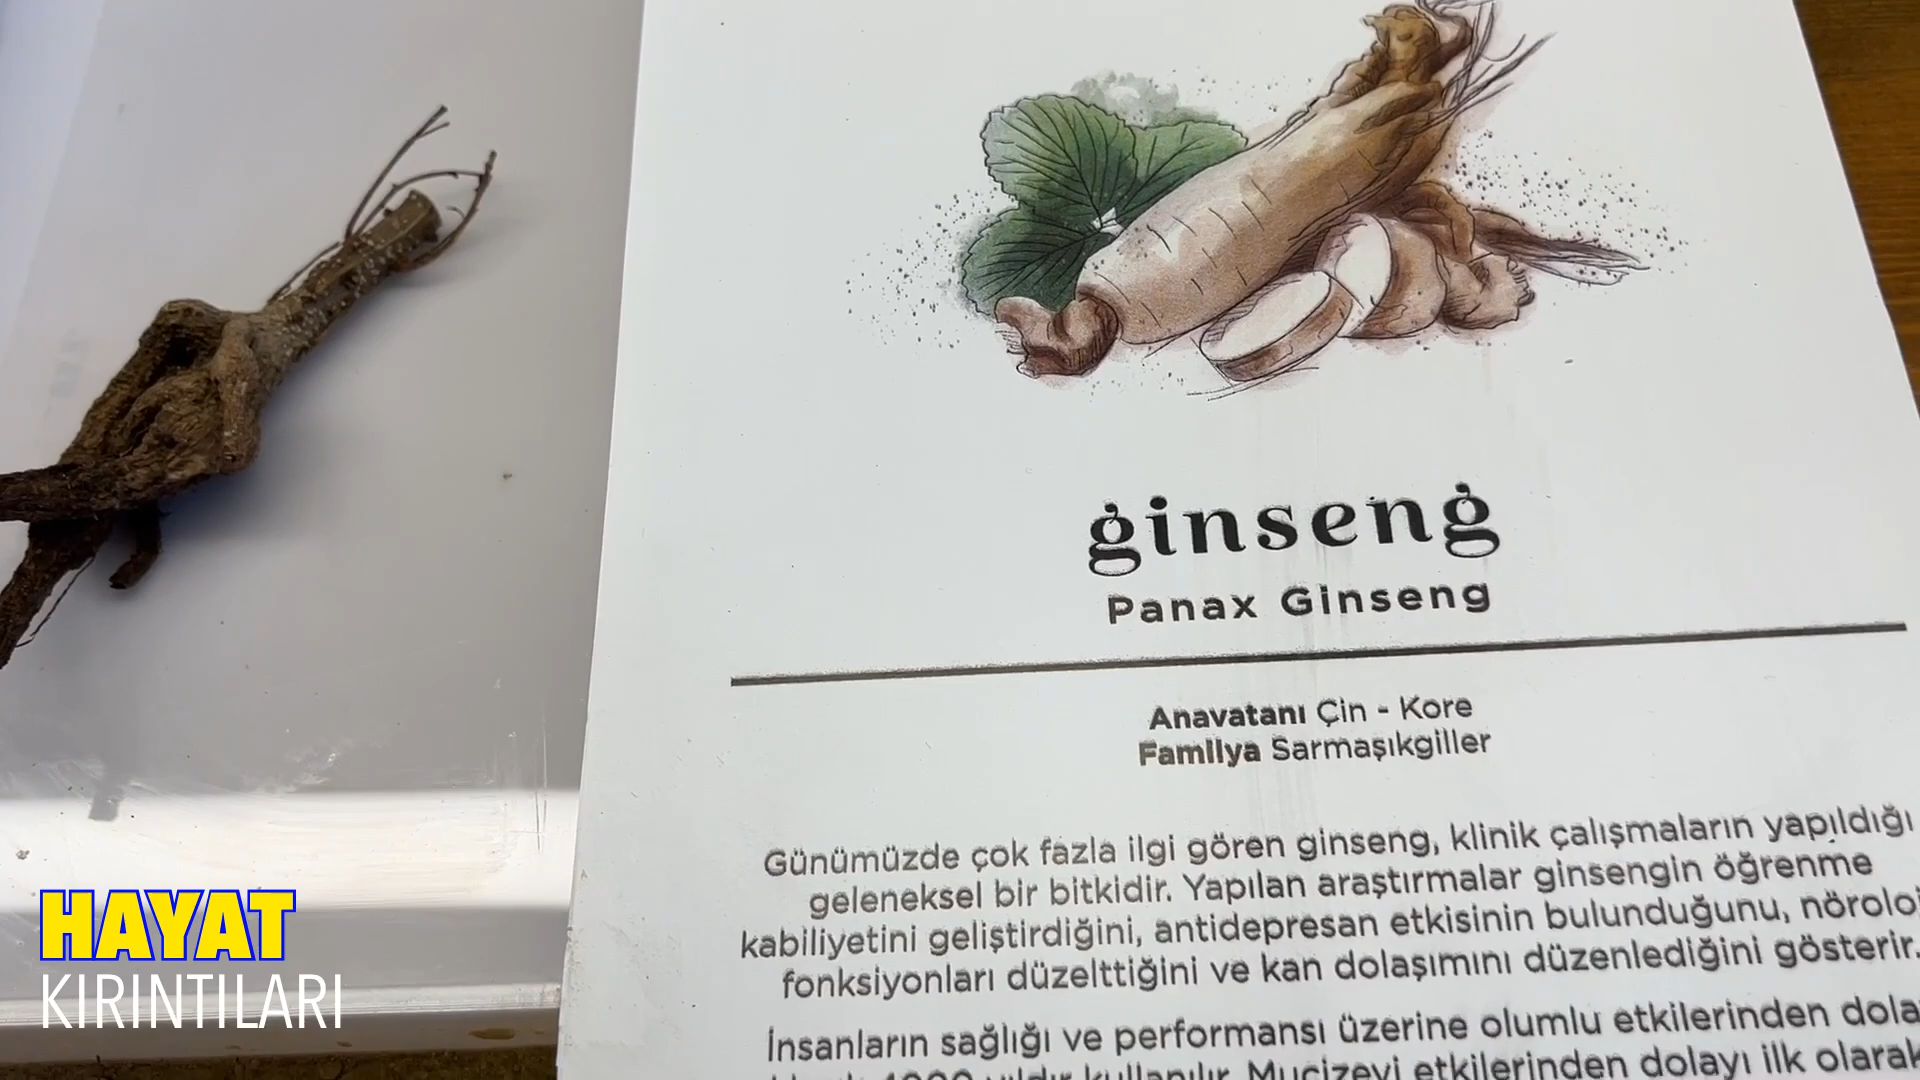 ginseng
Panax Ginseng
Anavatanı Çin - Kore
Familya Sarmaşıkgiller
Günümüzde çok fazla ilgi gören ginseng, klinik çalışmaların yapıldığı
geleneksel bir bitkidir. Yapılan araştırmalar ginsengin öğrenme
kabiliyetini geliştirdiğini, antidepresan etkisinin bulunduğunu,
fonksiyonları düzelttiğini ve kan dolaşımını düzenlediğini gösterir.
İnsanların sağlığı ve performansı üzerine olumlu etkilerinden
kullanılır. Mucizevi etkilerinden dolayı ilk olarak
HAYAT
KIRINTILARI